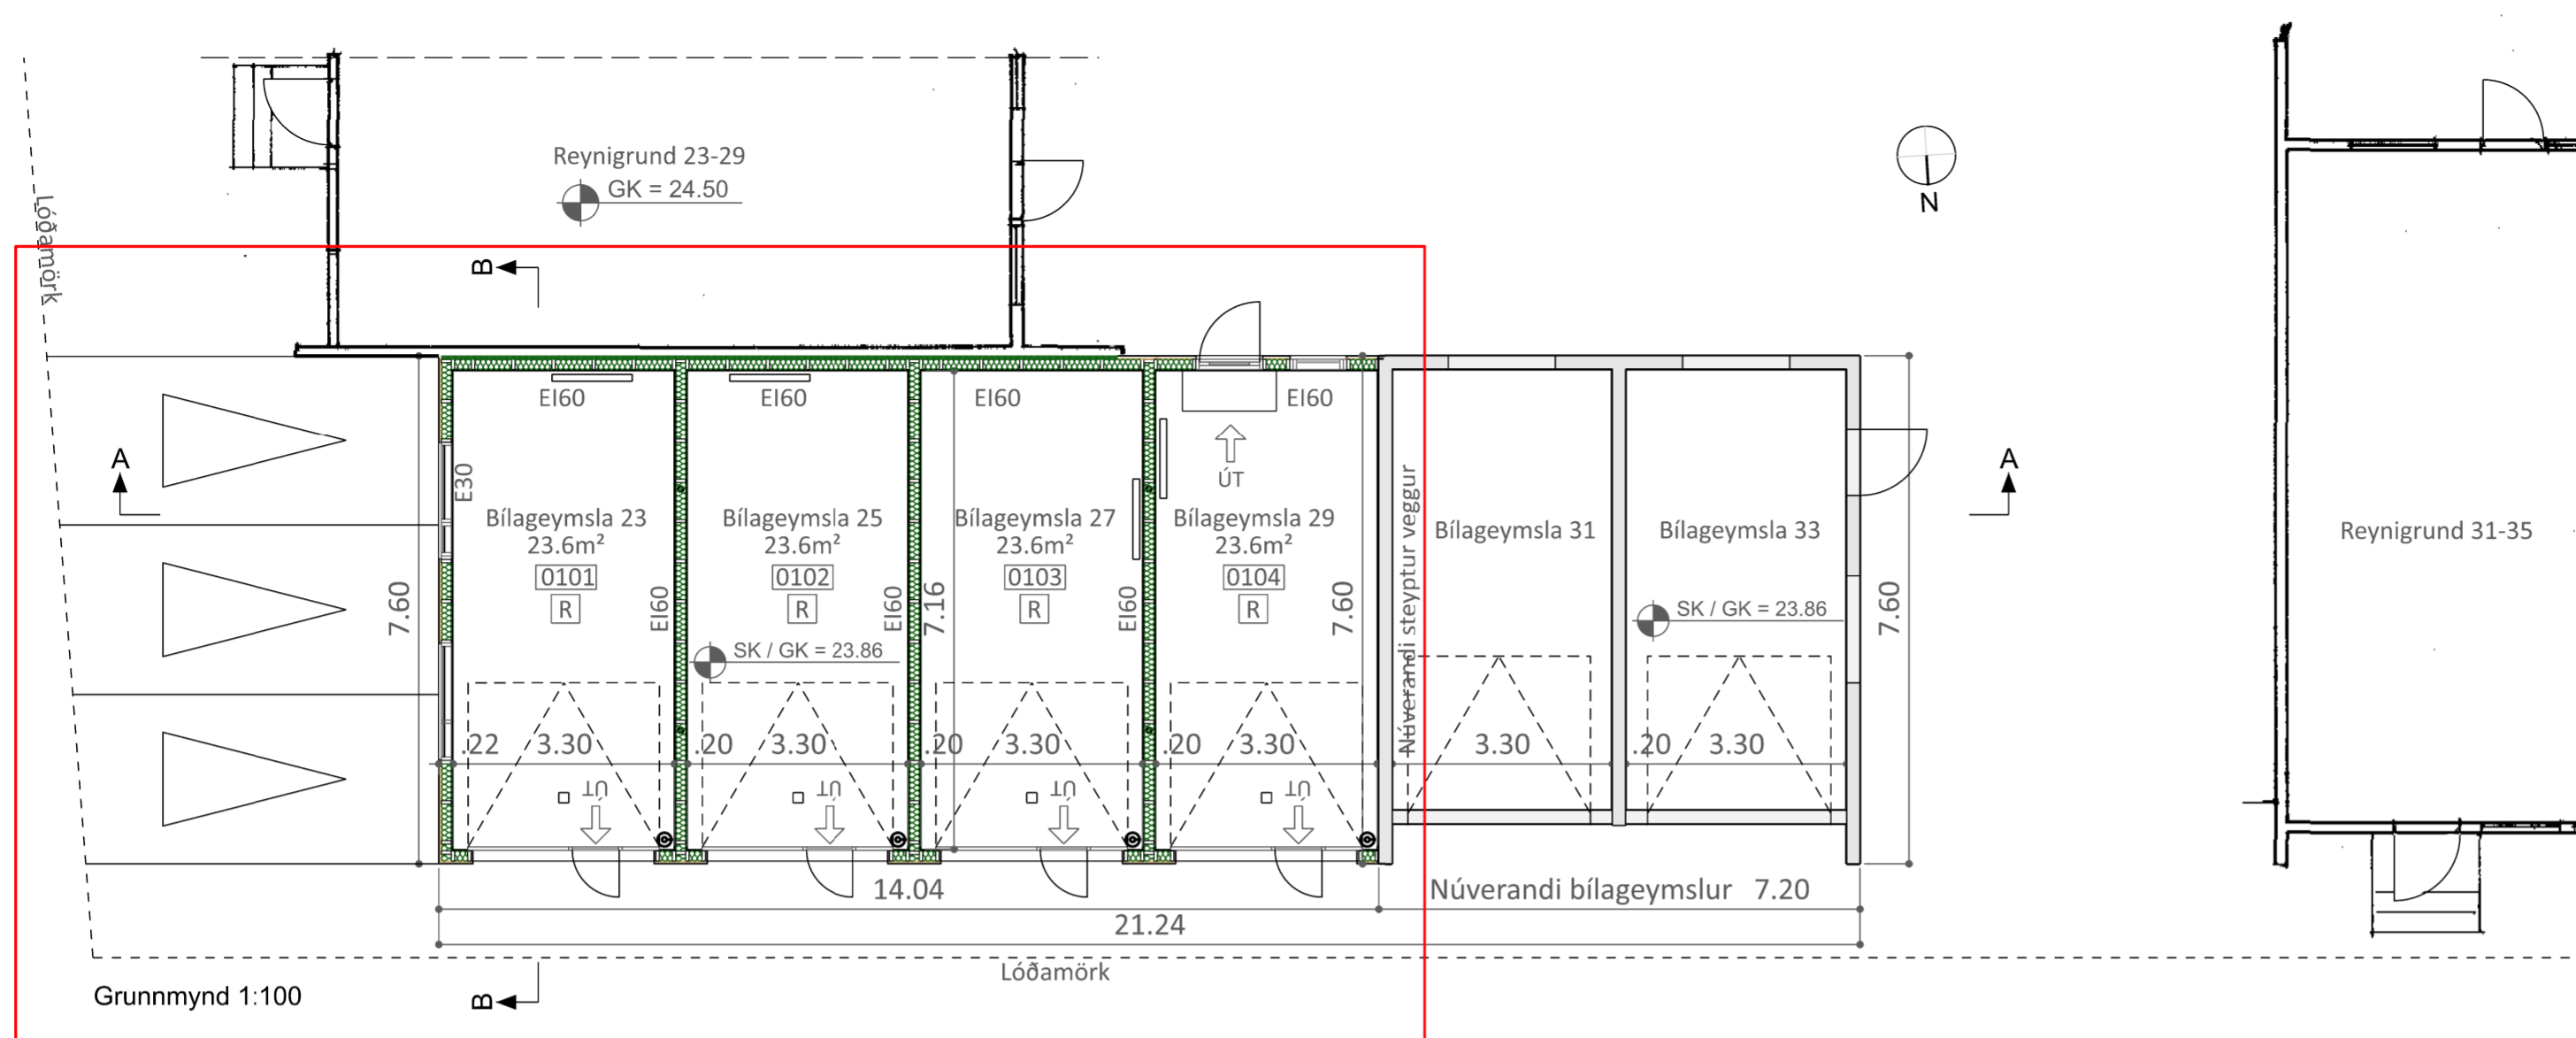 Reynigrund 23-29
GK = 24.50
N
Lóðamörk
B
EI60
EI60
EI60
EI60
A
E30
ÚT
A
Bílageymsla 23
23.6m²
0101
R
Bílageymsla 25
23.6m²
0102
R
Bílageymsla 27
23.6m²
0103
R
Bílageymsla 29
23.6m²
0104
R
Núverandi steyptur veggur
Bílageymsla 31
Bílageymsla 33
Reynigrund 31-35
7.60
EI60
EI60
7.16
EI60
7.60
7.60
SK / GK = 23.86
SK / GK = 23.86
.22
3.30
.20
3.30
.20
3.30
.20
3.30
3.30
.20
3.30
ÚT
ÚT
ÚT
ÚT
14.04
Núverandi bílageymslur 7.20
21.24
Lóðamörk
Grunnmynd 1:100
B